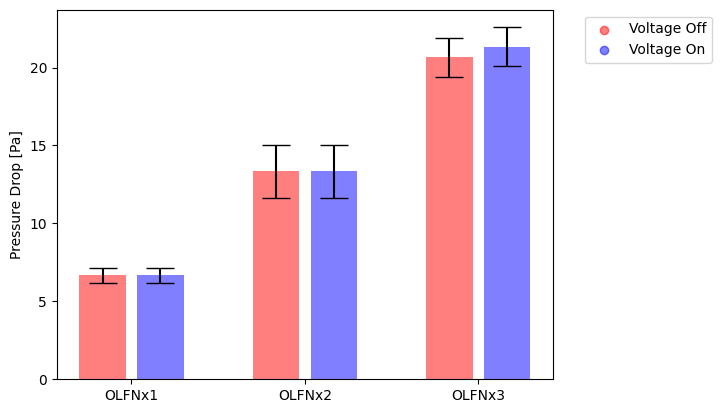 Voltage Off
Voltage On
Pressure Drop [Pa]
20
15
10
5
0
OLFNx1
OLFNx2
OLFNx3